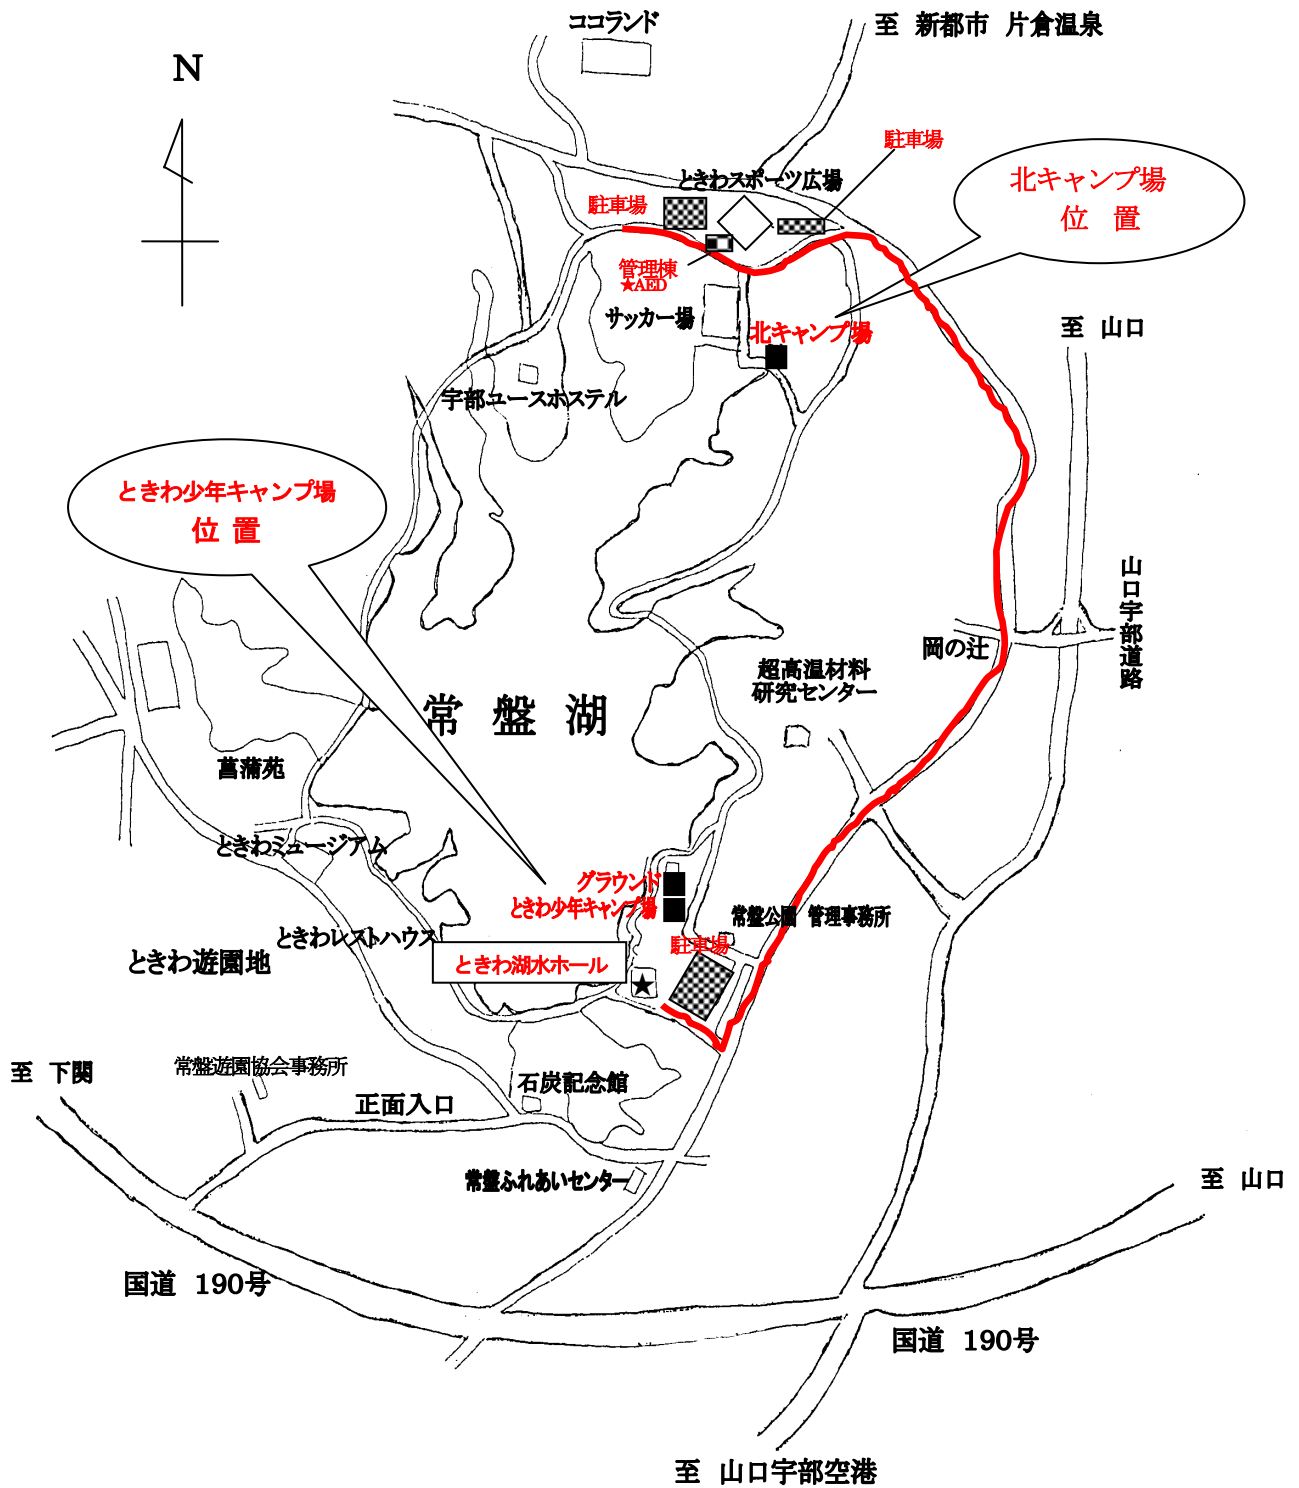 ココランド
至 新都市 片倉温泉
N
駐車場
ときわスポーツ広場
北キャンプ場
位 置
駐車場
管理棟
★AED
サッカー場
北キャンプ場
至 山口
宇部ユースホステル
ときわ少年キャンプ場
位 置
山口宇部道路
岡の辻
超高温材料
研究センター
常 盤 湖
菖蒲苑
ときわミュージアム
グラウンド
ときわ少年キャンプ場
常盤公園 管理事務所
ときわレストハウス
駐車場
ときわ遊園地
ときわ湖水ホール
★
至 下関
常盤遊園協会事務所
石炭記念館
正面入口
常盤ふれあいセンター
至 山口
国道 190号
国道 190号
至 山口宇部空港